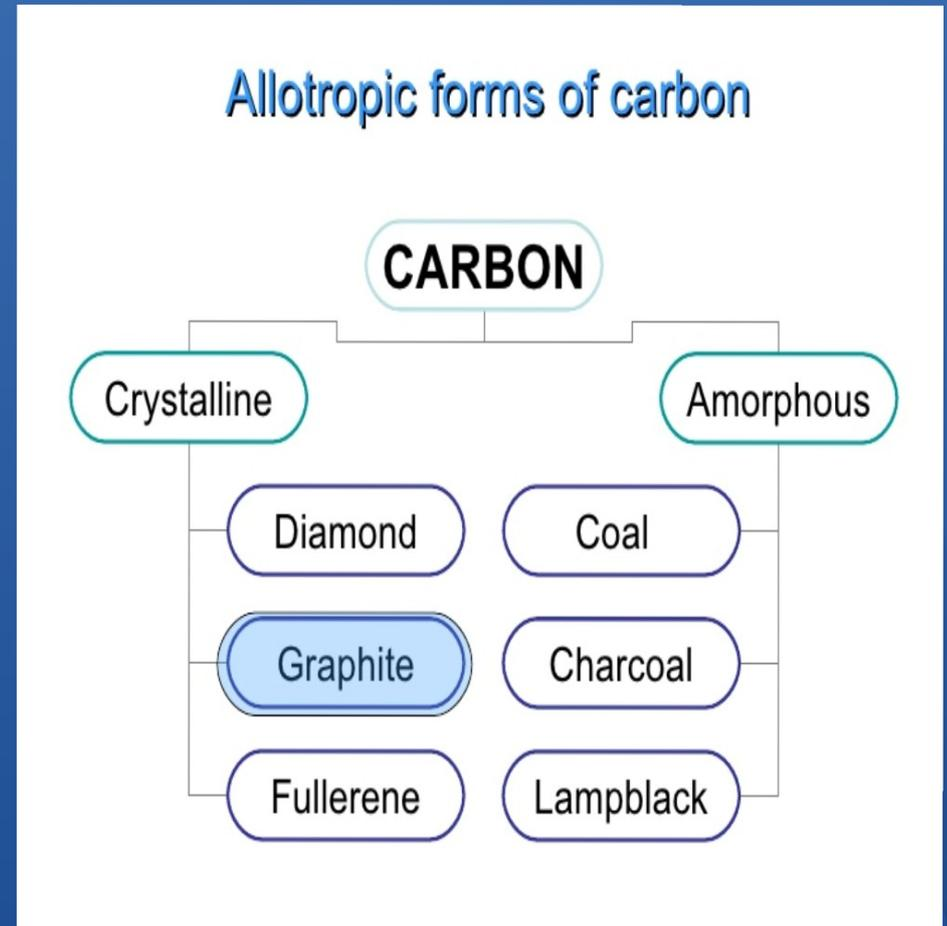 Allotropic forms of carbon
CARBON
Crystalline
Amorphous
Diamond
Coal
Graphite
Charcoal
Fullerene
Lampblack